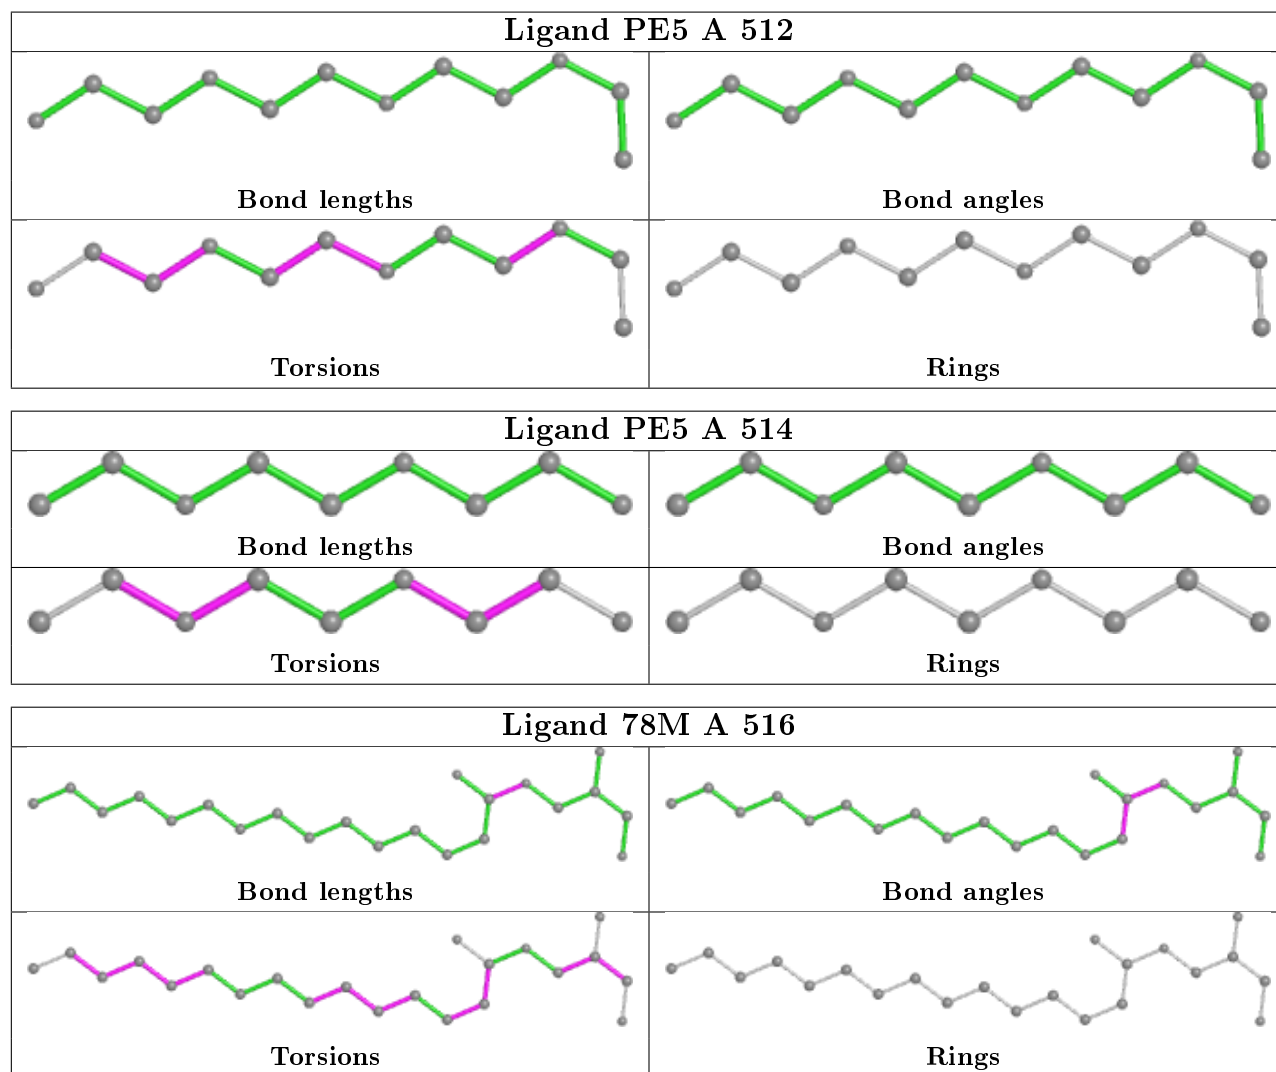 Ligand PE5 A 512
Bond lengths
Bond angles
Torsions
Rings
Ligand PE5 A 514
Bond lengths
Bond angles
Torsions
Rings
Ligand 78M A 516
Bond lengths
Bond angles
Torsions
Rings